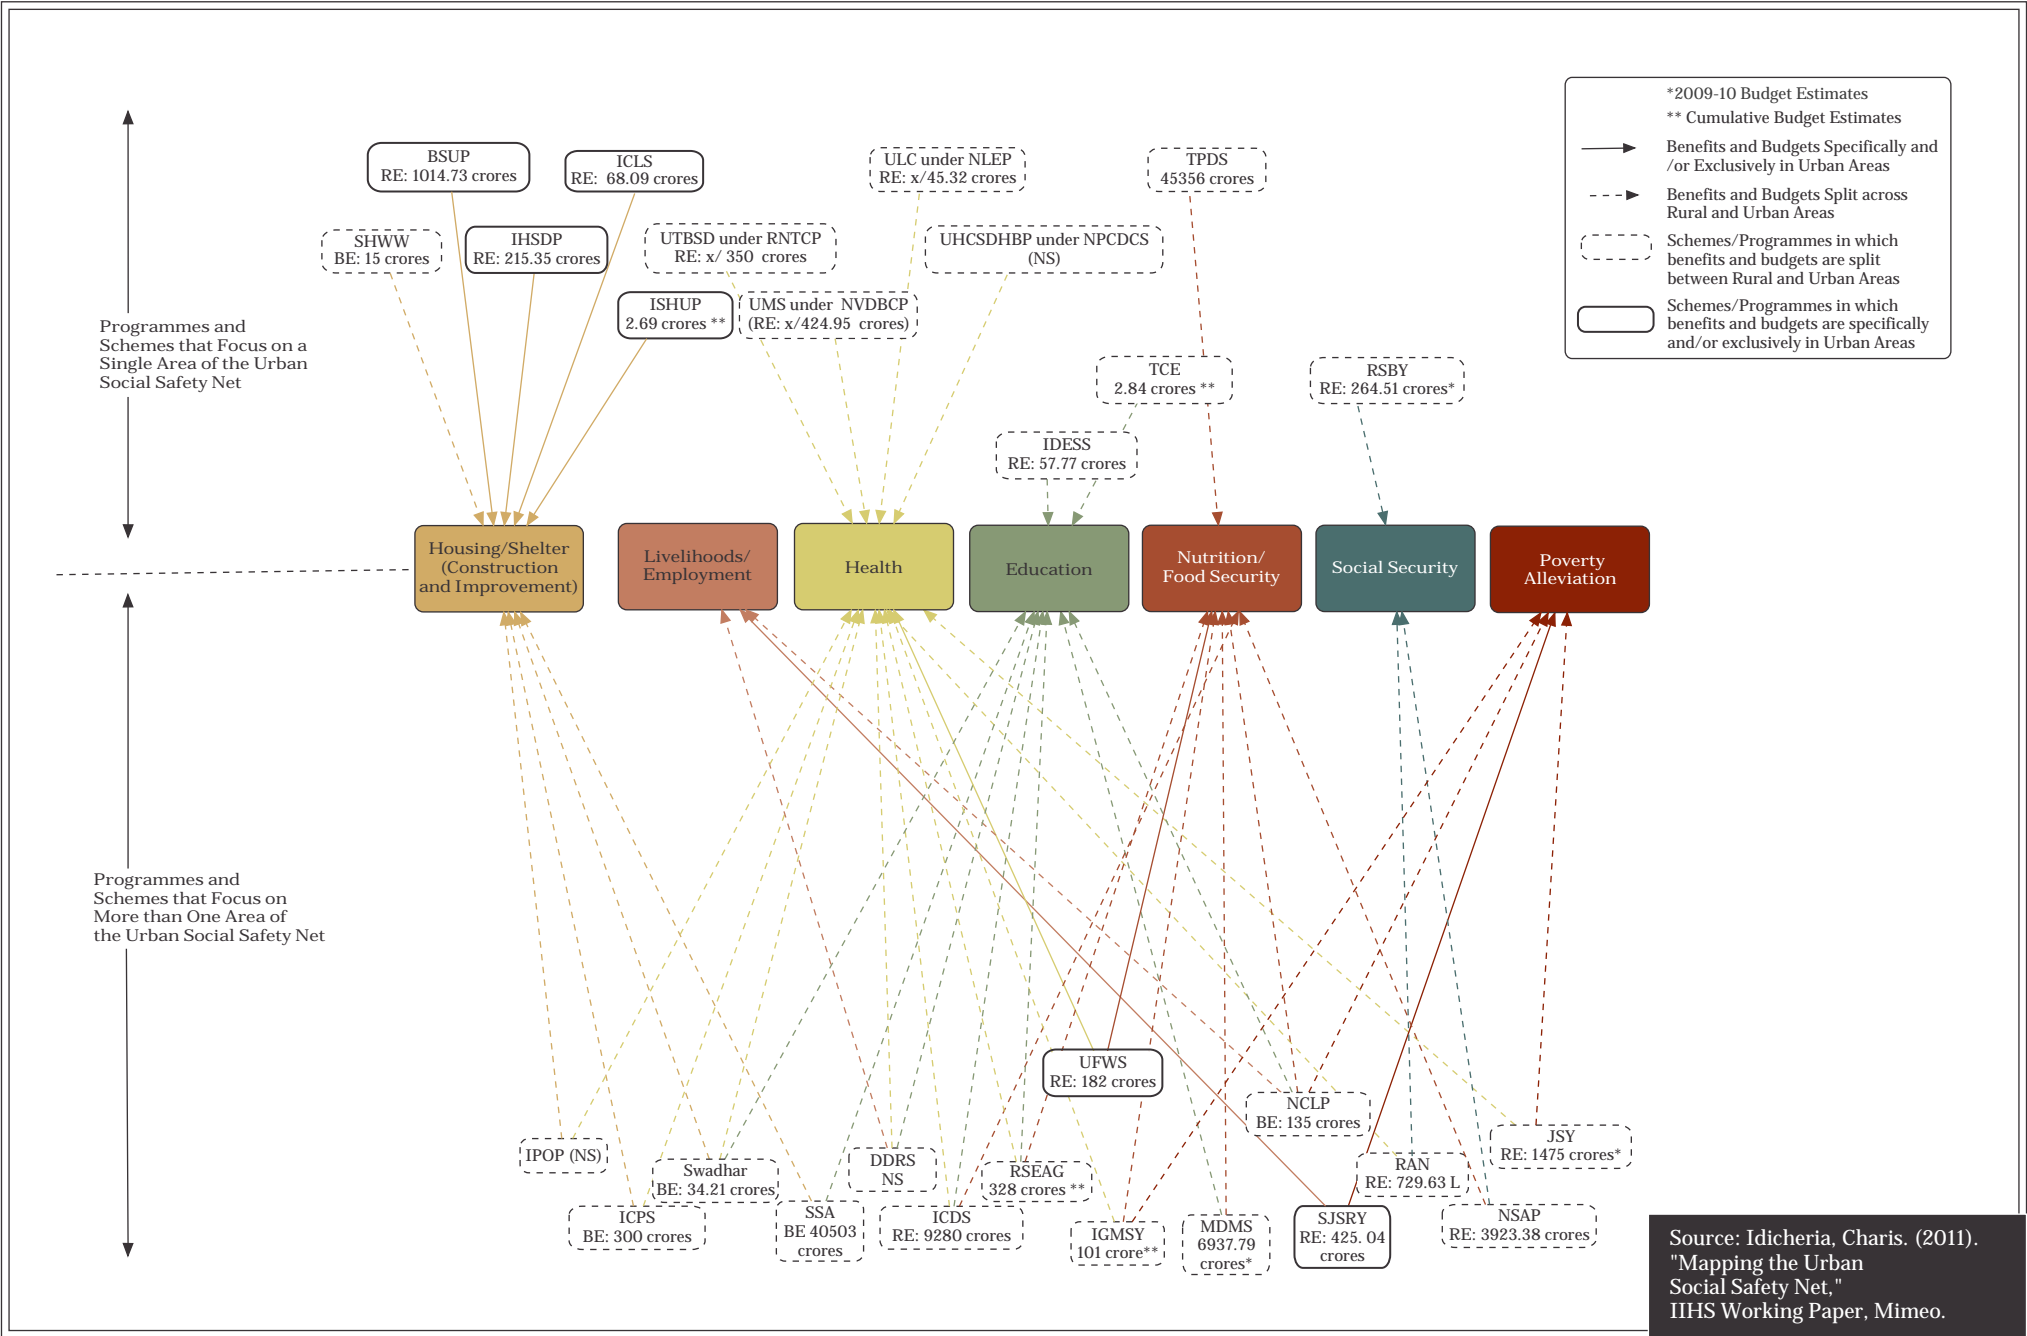 *2009-10 Budget Estimates
** Cumulative Budget Estimates
Benefits and Budgets Specifically and
/or Exclusively in Urban Areas
Benefits and Budgets Split across
Rural and Urban Areas
Schemes/Programmes in which
benefits and budgets are split
between Rural and Urban Areas
Schemes/Programmes in which
benefits and budgets are specifically
and/or exclusively in Urban Areas
BSUP
RE: 1014.73 crores
ICLS
RE: 68.09 crores
ULC under NLEP
RE: x/45.32 crores
TPDS
45356 crores
SHWW
BE: 15 crores
IHSDP
RE: 215.35 crores
UTBSD under RNTCP
RE: x/ 350 crores
UHCSDHBP under NPCDCS
(NS)
ISHUP
2.69 crores **
UMS under NVDBCP
(RE: x/424.95 crores)
Programmes and
Schemes that Focus on a
Single Area of the Urban
Social Safety Net
TCE
2.84 crores **
RSBY
RE: 264.51 crores*
IDESS
RE: 57.77 crores
Housing/Shelter
(Construction
and Improvement)
Livelihoods/
Employment
Health
Education
Nutrition/
Food Security
Social Security
Poverty
Alleviation
Programmes and
Schemes that Focus on
More than One Area of
the Urban Social Safety Net
UFWS
RE: 182 crores
NCLP
BE: 135 crores
JSY
RE: 1475 crores*
IPOP (NS)
Swadhar
BE: 34.21 crores
DDRS
NS
RSEAG
328 crores **
RAN
RE: 729.63 L
ICPS
BE: 300 crores
SSA
BE 40503
crores
ICDS
RE: 9280 crores
IGMSY
101 crore**
MDMS
6937.79
crores*
SJSRY
RE: 425. 04
crores
NSAP
RE: 3923.38 crores
Source: Idicheria, Charis. (2011).
"Mapping the Urban
Social Safety Net,"
IIHS Working Paper, Mimeo.